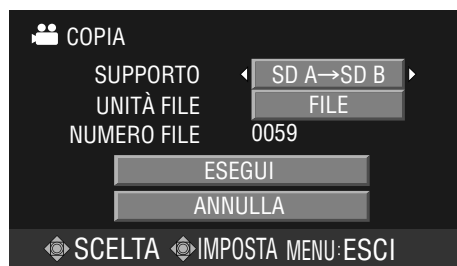 COPIA
SUPPORTO SD A→SD B
UNITÀ FILE FILE
NUMERO FILE 0059
ESEGUI
ANNULLA
SCELTA IMPOSTA MENU:ESCI